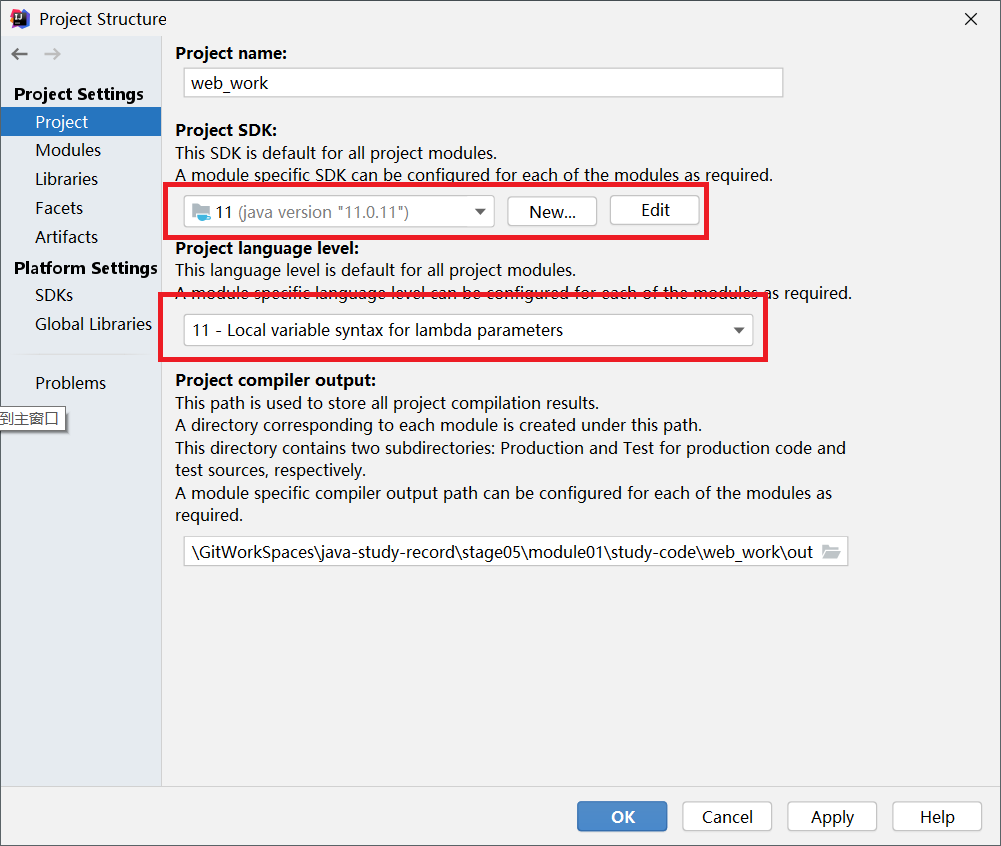 Project Structure
Project name:
Project Settings
web_work
Project
Project SDK:
Modules
This SDK is default for all project modules.
Libraries
A module specific SDK can be configured for each of the modules as required.
Facets
11 (java version "11.0.11")
New...
Edit
Artifacts
Project language level:
Platform Settings
This language level is default for all project modules.
SDKs
A module specific language level can be configured for each of the modules as required.
Global Libraries
11 - Local variable syntax for lambda parameters
Problems
Project compiler output:
This path is used to store all project compilation results.
到主窗口
A directory corresponding to each module is created under this path.
This directory contains two subdirectories: Production and Test for production code and
test sources, respectively.
A module specific compiler output path can be configured for each of the modules as
required.
\GitWorkSpaces\java-study-record\stage05\module01\study-code\web_work\out
OK
Cancel
Apply
Help